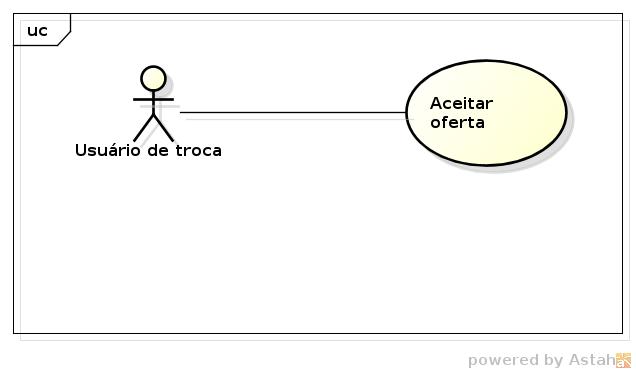 uc
Aceitar
oferta
Usuário de troca
powered by Astah